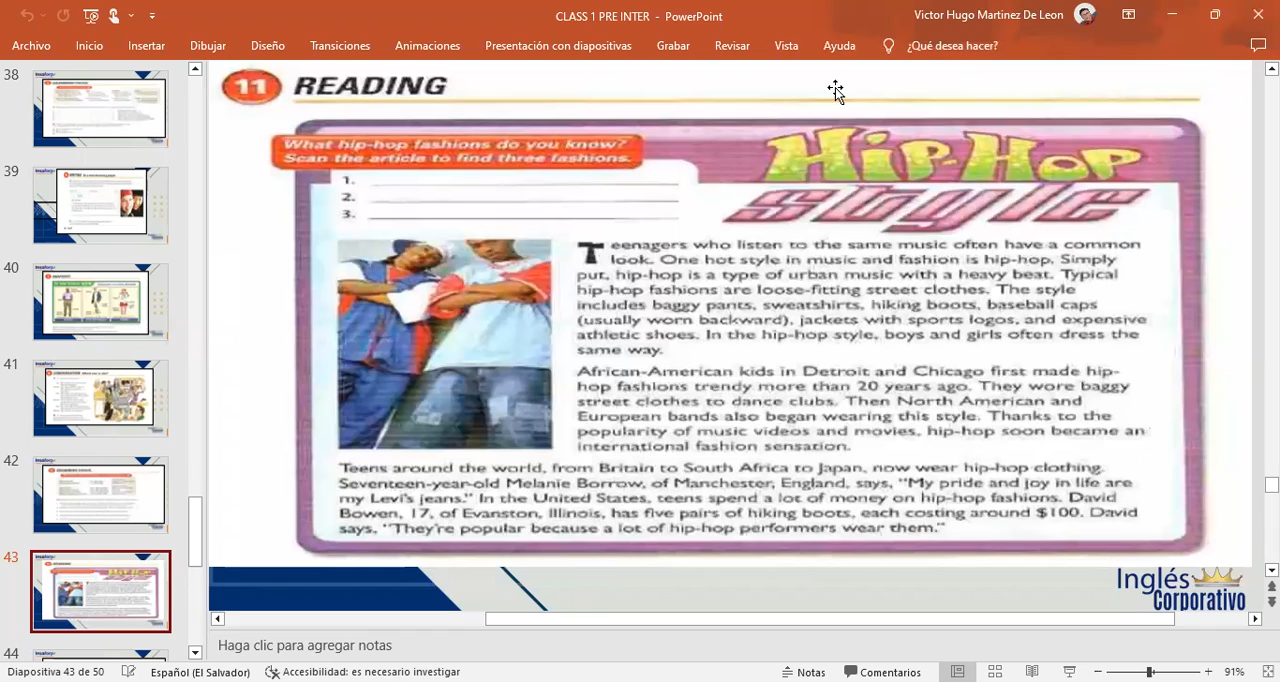 CLASS 1 PRE INTER - PowerPoint
Victor Hugo Martinez De Leon
Archivo Inicio Insertar Dibujar Diseño Transiciones Animaciones Presentación con diapositivas Grabar Revisar Vista Ayuda ¿Qué desea hacer?
38
39
40
41
42
43
44
11 READING
What hip-hop fashions do you know?
Scan the article to find three fashions.
1.
2.
3.
HIP-HOP
style
Teenagers who listen to the same music often have a common
look. One hot style in music and fashion is hip-hop. Simply
put, hip-hop is a type of urban music with a heavy beat. Typical
hip-hop fashions are loose-fitting street clothes. The style
includes baggy pants, sweatshirts, hiking boots, baseball caps
(usually worn backward), jackets with sports logos, and expensive
athletic shoes. In the hip-hop style, boys and girls often dress the
same way.
African-American kids in Detroit and Chicago first made hip-
hop fashions trendy more than 20 years ago. They wore baggy
street clothes to dance clubs. Then North American and
European bands also began wearing this style. Thanks to the
popularity of music videos and movies, hip-hop soon became an
international fashion sensation.
Teens around the world, from Britain to South Africa to Japan, now wear hip-hop clothing.
Seventeen-year-old Melanie Borrow, of Manchester, England, says, "My pride and joy in life are
my Levi's jeans." In the United States, teens spend a lot of money on hip-hop fashions. David
Bowen, 17, of Evanston, Illinois, has five pairs of hiking boots, each costing around $100. David
says, "They're popular because a lot of hip-hop performers wear them."
Inglés
Corporativo
Haga clic para agregar notas
Diapositiva 43 de 50 Español (El Salvador) Accesibilidad: es necesario investigar Notas Comentarios 91%